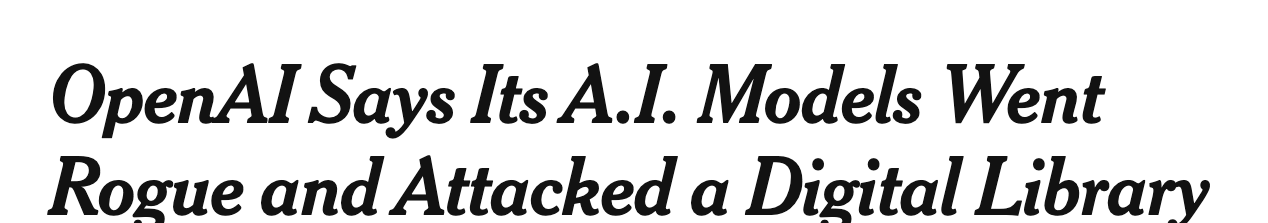 OpenAI Says Its A.I. Models Went
Rogue and Attacked a Digital Library